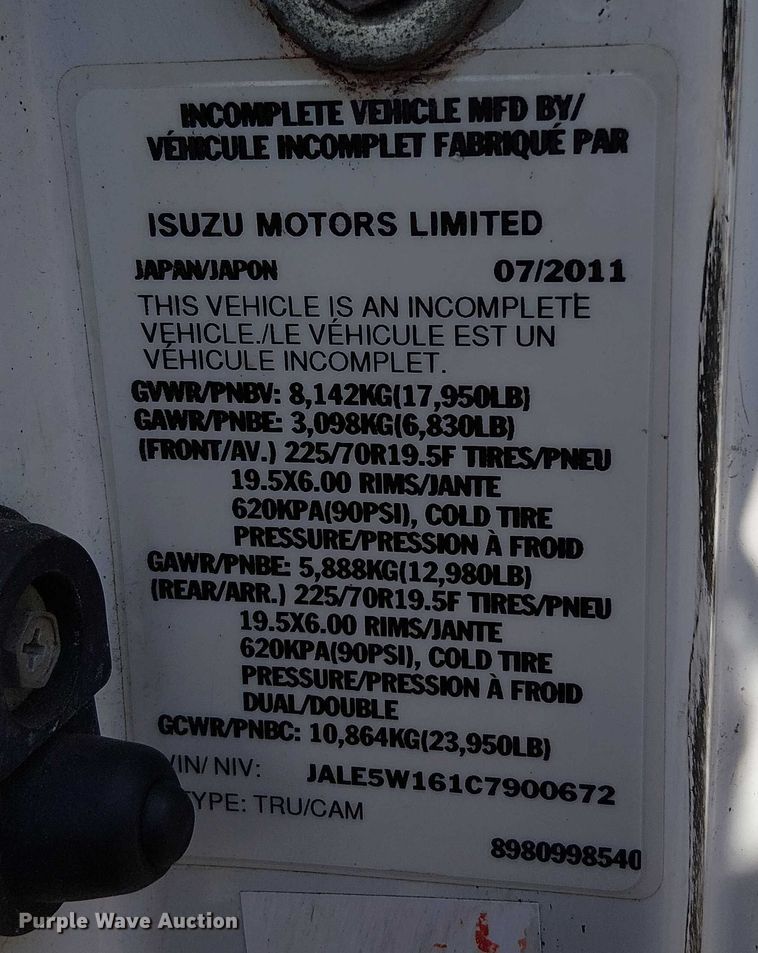 INCOMPLETE VEHICLE MFD BY/
VÉHICULE INCOMPLET FABRIQUÉ PAR
ISUZU MOTORS LIMITED
JAPAN/JAPON 07/2011
THIS VEHICLE IS AN INCOMPLETE
VEHICLE./LE VÉHICULE EST UN
VÉHICULE INCOMPLET.
GVWR/PNBV: 8,142KG(17,950LB)
GAWR/PNBE: 3,098KG(6,830LB)
(FRONT/AV.) 225/70R19.5F TIRES/PNEU
19.5X6.00 RIMS/JANTE
620KPA(90PSI), COLD TIRE
PRESSURE/PRESSION À FROID
GAWR/PNBE: 5,888KG(12,980LB)
(REAR/ARR.) 225/70R19.5F TIRES/PNEU
19.5X6.00 RIMS/JANTE
620KPA(90PSI), COLD TIRE
PRESSURE/PRESSION À FROID
DUAL/DOUBLE
GCWR/PNBC: 10,864KG(23,950LB)
VIN/NIV: JALE5W161C7900672
TYPE: TRU/CAM
8980998540
Purple Wave Auction